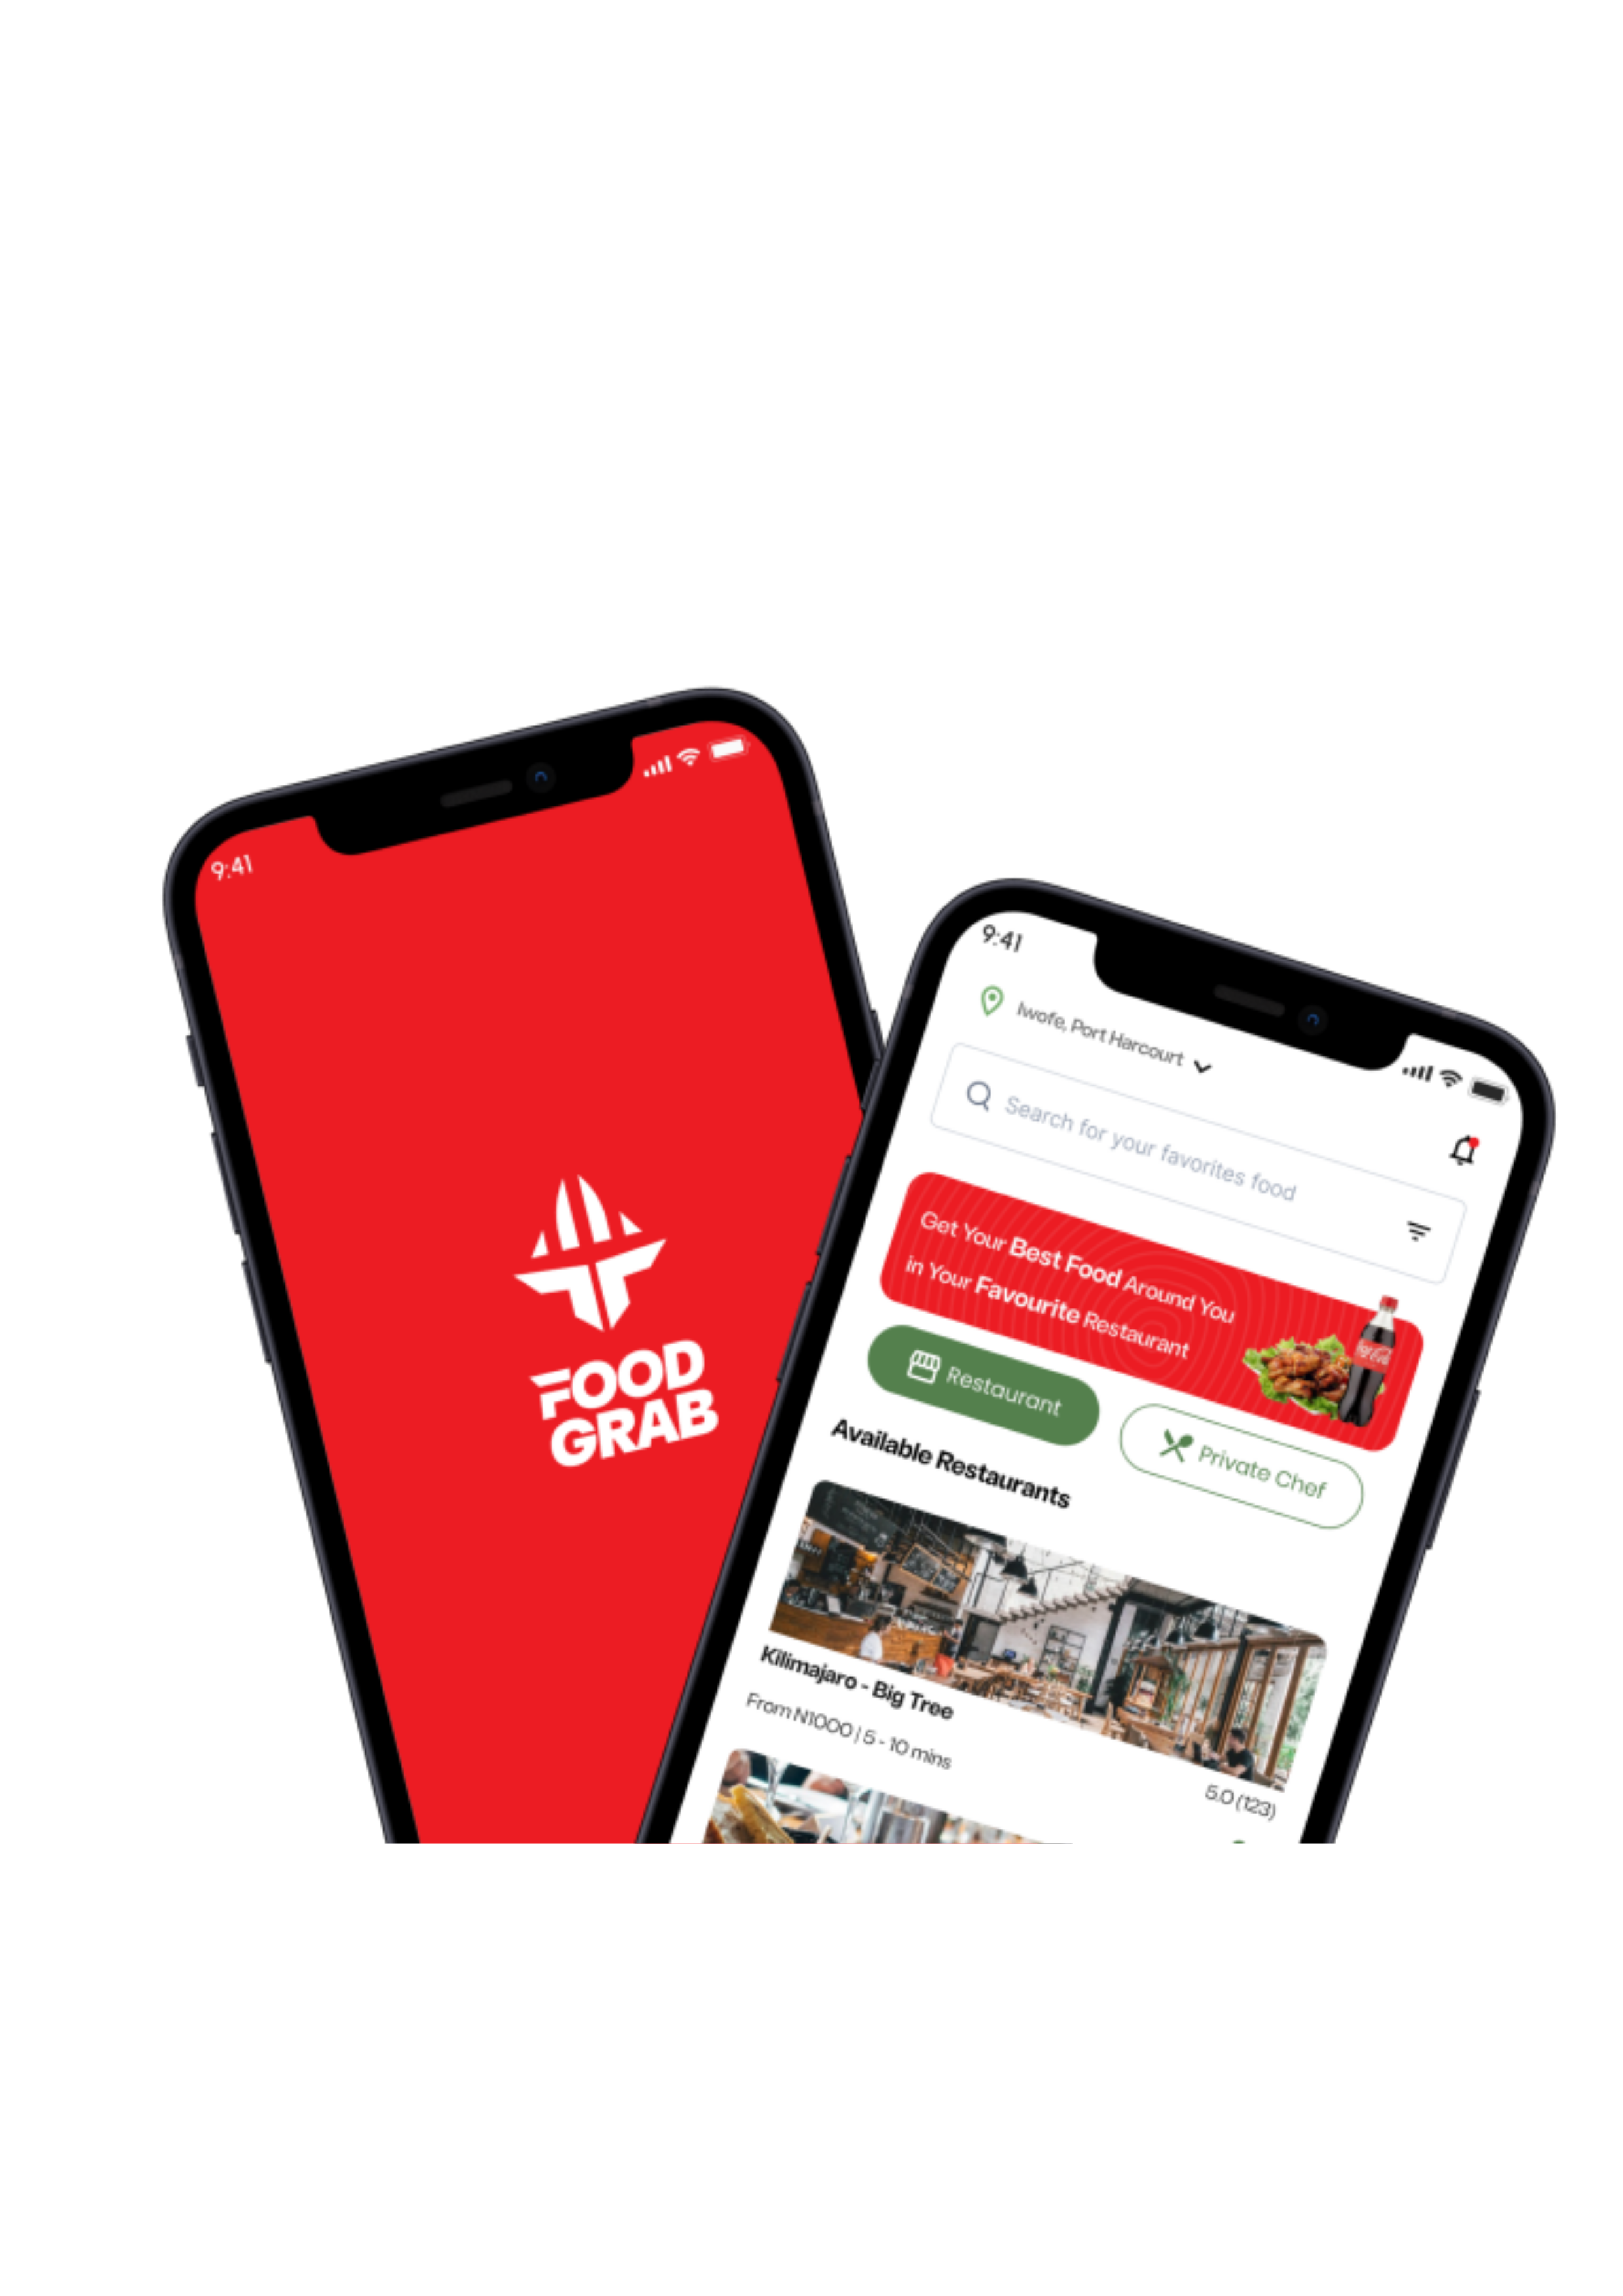 9:41
FOOD
GRAB
9:41
Iwofe, Port Harcourt
Search for your favorites food
Get Your Best Food Around You
in Your Favourite Restaurant
Coca-Cola
Restaurant
Private Chef
Available Restaurants
Kilimajaro - Big Tree
From N1000 | 5 - 10 mins
5.0 (123)